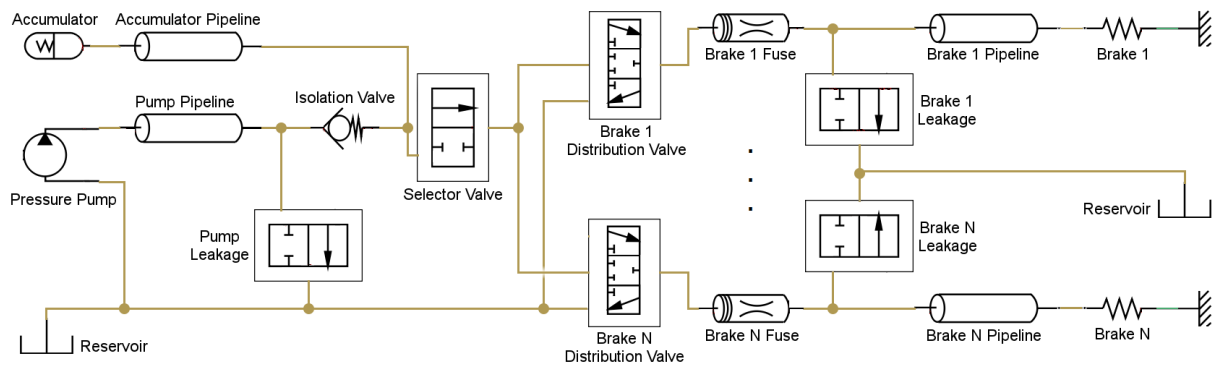 Accumulator
Accumulator Pipeline
Brake 1 Fuse
Brake 1 Pipeline
Brake 1
Pump Pipeline
Isolation Valve
Brake 1
Leakage
Brake 1
Distribution Valve
Pressure Pump
Selector Valve
Reservoir
Pump
Leakage
Brake N
Leakage
Brake N Fuse
Brake N Pipeline
Brake N
Reservoir
Brake N
Distribution Valve